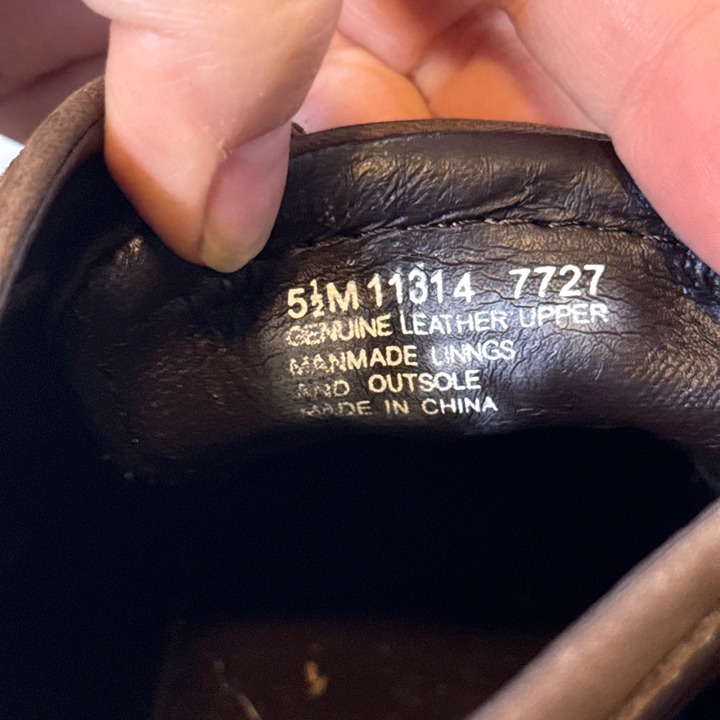 5½M 11314 7727
GENUINE LEATHER UPPER
MANMADE LINNGS
AND OUTSOLE
MADE IN CHINA